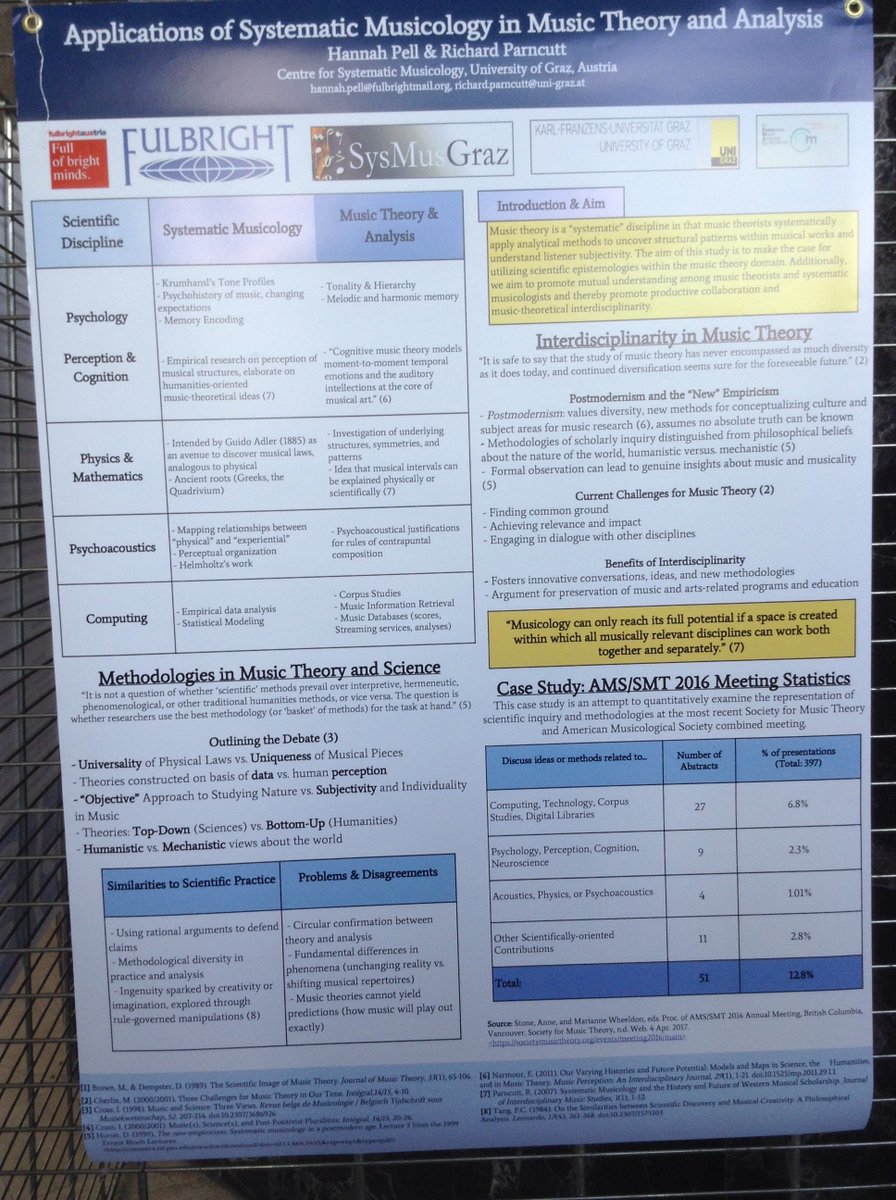 Applications of Systematic Musicology in Music Theory and Analysis
Hannah Pell & Richard Parncutt
Centre for Systematic Musicology, University of Graz, Austria
hannah.pell@fulbrightmail.org, richard.parncutt@uni-graz.at
fulbrightaustria
Full
of bright
minds.
FULBRIGHT
SysMusGraz
KARL-FRANZENS-UNIVERSITÄT GRAZ
UNIVERSITY OF GRAZ
UNI
GRAZ
Scientific
Discipline
Systematic Musicology
Music Theory &
Analysis
Psychology
Perception &
Cognition
- Krumhansl's Tone Profiles
- Psychohistory of music, changing
expectations
- Memory Encoding
- Empirical research on perception of
musical structures, elaborate on
humanities-oriented
music-theoretical ideas (7)
- Tonality & Hierarchy
- Melodic and harmonic memory
- "Cognitive music theory models
moment-to-moment temporal
emotions and the auditory
intellections at the core of
musical art." (6)
Physics &
Mathematics
- Intended by Guido Adler (1885) as
an avenue to discover musical laws,
analogous to physical
- Ancient roots (Greeks, the
Quadrivium)
- Investigation of underlying
structures, symmetries, and
patterns
- Idea that musical intervals can
be explained physically or
scientifically (7)
Psychoacoustics
- Mapping relationships between
"physical" and "experiential"
- Perceptual organization
- Helmholtz's work
- Psychoacoustical justifications
for rules of contrapuntal
composition
Computing
- Empirical data analysis
- Statistical Modeling
- Corpus Studies
- Music Information Retrieval
- Music Databases (scores,
Streaming services, analyses)
Methodologies in Music Theory and Science
"It is not a question of whether 'scientific' methods prevail over interpretive, hermeneutic,
phenomenological, or other traditional humanities methods, or vice versa. The question is
whether researchers use the best methodology (or 'basket' of methods) for the task at hand." (5)
Outlining the Debate (3)
- Universality of Physical Laws vs. Uniqueness of Musical Pieces
- Theories constructed on basis of data vs. human perception
- "Objective" Approach to Studying Nature vs. Subjectivity and Individuality
in Music
- Theories: Top-Down (Sciences) vs. Bottom-Up (Humanities)
- Humanistic vs. Mechanistic views about the world
Similarities to Scientific Practice
Problems & Disagreements
- Using rational arguments to defend
claims
- Methodological diversity in
practice and analysis
- Ingenuity sparked by creativity or
imagination, explored through
rule-governed manipulations (8)
- Circular confirmation between
theory and analysis
- Fundamental differences in
phenomena (unchanging reality vs.
shifting musical repertoires)
- Music theories cannot yield
predictions (how music will play out
exactly)
Introduction & Aim
Music theory is a "systematic" discipline in that music theorists systematically
apply analytical methods to uncover structural patterns within musical works and
understand listener subjectivity. The aim of this study is to make the case for
utilizing scientific epistemologies within the music theory domain. Additionally,
we aim to promote mutual understanding among music theorists and systematic
musicologists and thereby promote productive collaboration and
music-theoretical interdisciplinarity.
Interdisciplinarity in Music Theory
"It is safe to say that the study of music theory has never encompassed as much diversity
as it does today, and continued diversification seems sure for the foreseeable future." (2)
Postmodernism and the "New" Empiricism
- Postmodernism: values diversity, new methods for conceptualizing culture and
subject areas for music research (6), assumes no absolute truth can be known
- Methodologies of scholarly inquiry distinguished from philosophical beliefs
about the nature of the world, humanistic versus. mechanistic (5)
- Formal observation can lead to genuine insights about music and musicality
(5)
Current Challenges for Music Theory (2)
- Finding common ground
- Achieving relevance and impact
- Engaging in dialogue with other disciplines
Benefits of Interdisciplinarity
- Fosters innovative conversations, ideas, and new methodologies
- Argument for preservation of music and arts-related programs and education
"Musicology can only reach its full potential if a space is created
within which all musically relevant disciplines can work both
together and separately." (7)
Case Study: AMS/SMT 2016 Meeting Statistics
This case study is an attempt to quantitatively examine the representation of
scientific inquiry and methodologies at the most recent Society for Music Theory
and American Musicological Society combined meeting.
Discuss ideas or methods related to...
Number of
Abstracts
% of presentations
(Total: 397)
Computing, Technology, Corpus
Studies, Digital Libraries
27
6.8%
Psychology, Perception, Cognition,
Neuroscience
9
2.3%
Acoustics, Physics, or Psychoacoustics
4
1.01%
Other Scientifically-oriented
Contributions
11
2.8%
Total:
51
12.8%
Source: Stone, Anne, and Marianne Wheeldon, eds. Proc. of AMS/SMT 2016 Annual Meeting, British Columbia,
Vancouver. Society for Music Theory, n.d. Web. 4 Apr. 2017.
<https://societymusictheory.org/events/meeting2016/main>
[1] Brown, M., & Dempster, D. (1989). The Scientific Image of Music Theory. Journal of Music Theory, 33(1), 65-106.
[2] Cherlin, M. (2000/2001). Three Challenges for Music Theory in Our Time. Intégral,14/15, 4-10.
[3] Cross, I. (1998). Music and Science: Three Views. Revue belge de Musicologie / Belgisch Tijdschrift voor
Muziekwetenschap, 52, 207-214. doi:10.2307/3686926
[4] Cross, I. (2000/2001). Music(s), Science(s), and Post-Positivist Pluralities. Intégral, 14/15, 20-26.
[5] Huron, D. (1999). The new empiricism: Systematic musicology in a postmodern age. Lecture 3 from the 1999
Ernest Bloch Lectures.
[6] Narmour, E. (2011). Our Varying Histories and Future Potential: Models and Maps in Science, the Humanities,
and in Music Theory. Music Perception: An Interdisciplinary Journal, 29(1), 1-21. doi:10.1525/mp.2011.29.1.1
[7] Parncutt, R. (2007). Systematic Musicology and the History and Future of Western Musical Scholarship. Journal
of Interdisciplinary Music Studies, 1(1), 1-32.
[8] Tang, P.C. (1984). On the Similarities between Scientific Discovery and Musical Creativity: A Philosophical
Analysis. Leonardo, 17(4), 261-268. doi:10.2307/1575103